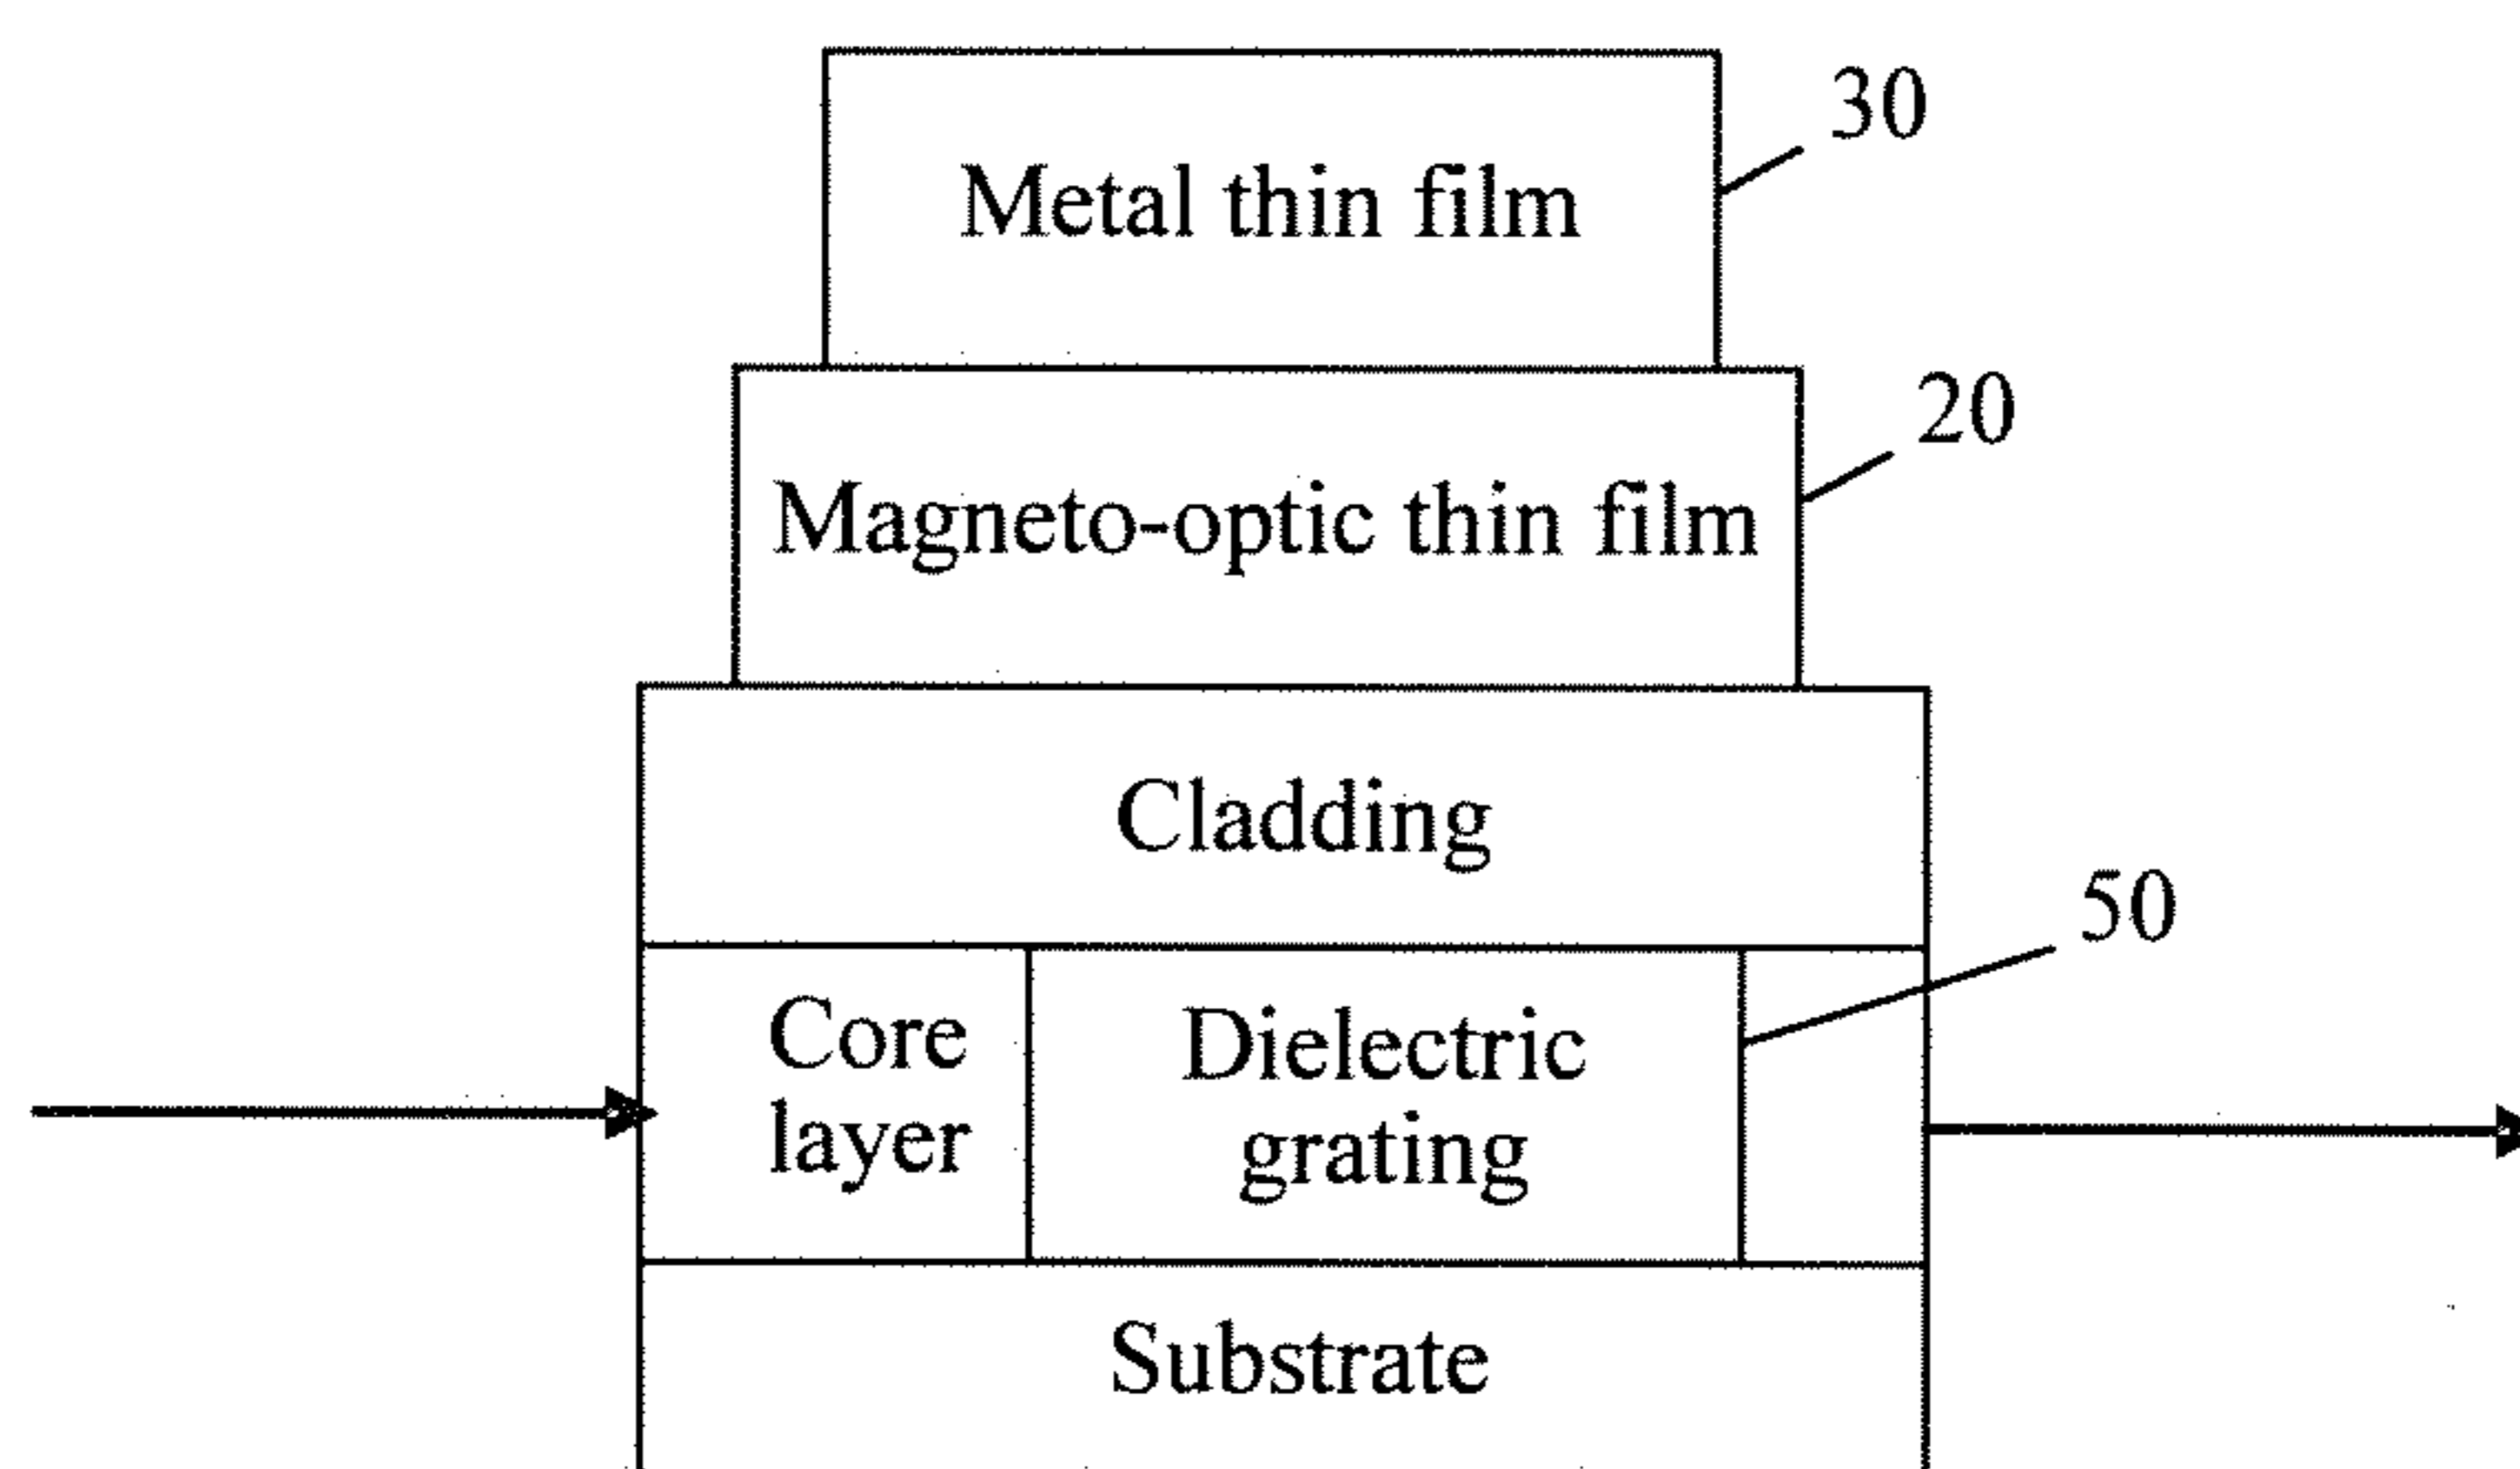 30
Metal thin film
20
Magneto-optic thin film
Cladding
50
Core
layer
Dielectric
grating
Substrate